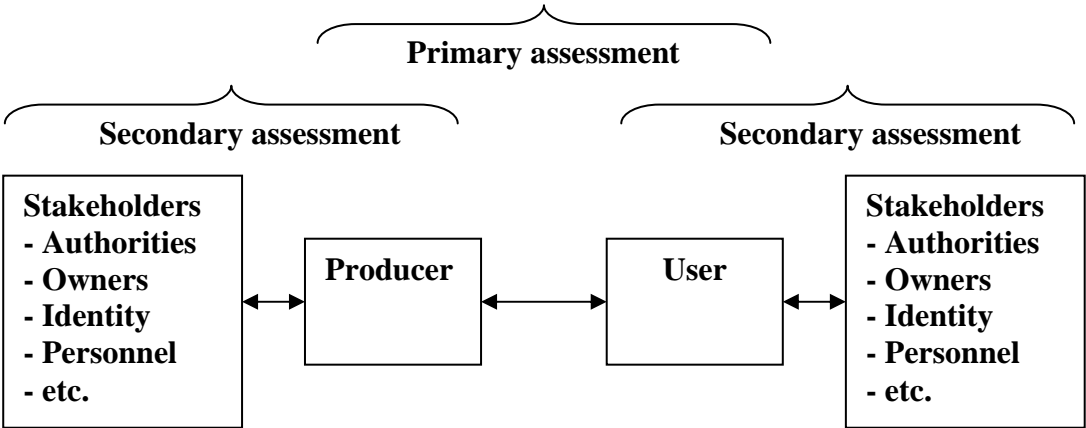 Primary assessment
Secondary assessment
Secondary assessment
Stakeholders
- Authorities
- Owners
- Identity
- Personnel
- etc.
Producer
User
Stakeholders
- Authorities
- Owners
- Identity
- Personnel
- etc.